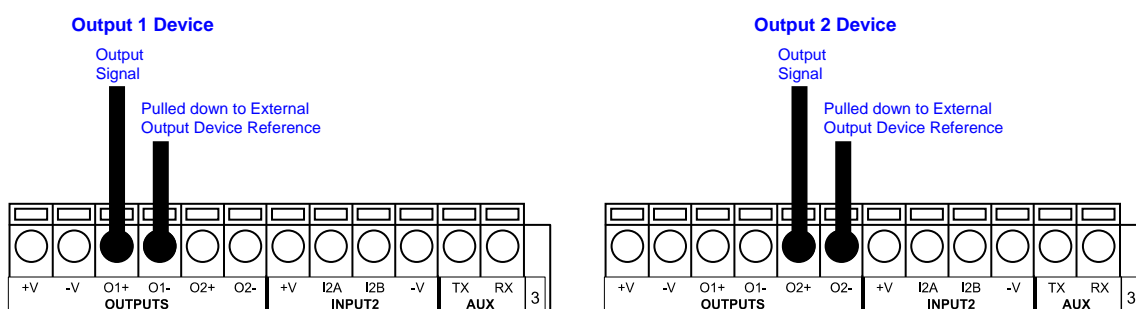 Output 1 Device
Output
Signal
Pulled down to External
Output Device Reference
+V -V O1+ O1- O2+ O2- +V I2A I2B -V TX RX
OUTPUTS INPUT2 AUX 3
Output 2 Device
Output
Signal
Pulled down to External
Output Device Reference
+V -V O1+ O1- O2+ O2- +V I2A I2B -V TX RX
OUTPUTS INPUT2 AUX 3